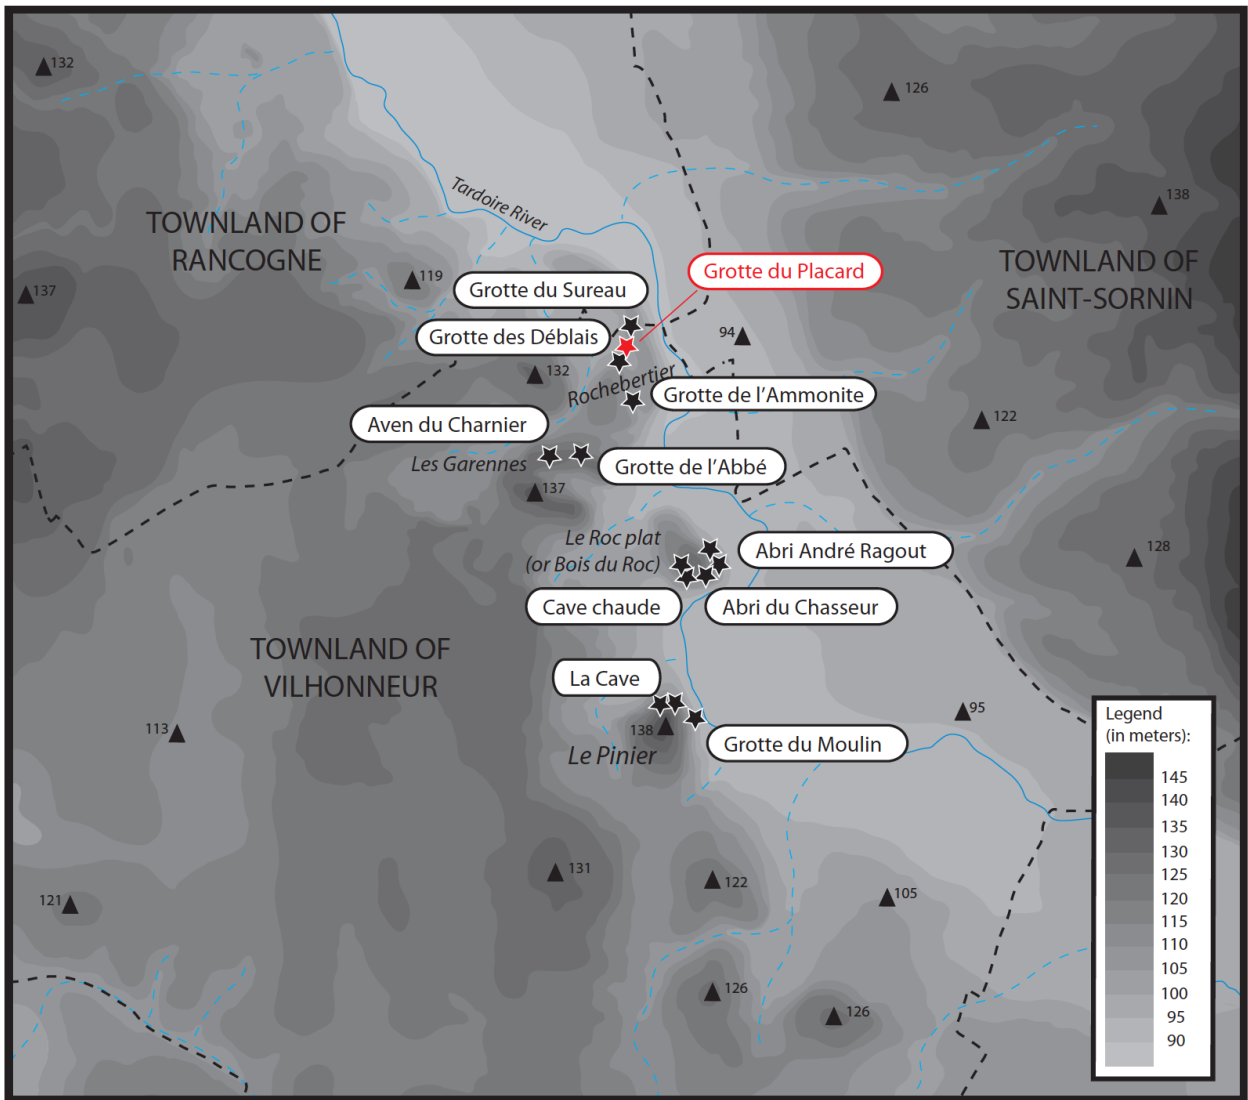 132
126
138
Tardoire River
TOWNLAND OF
RANCOGNE
TOWNLAND OF
SAINT-SORNIN
Grotte du Placard
137
119
Grotte du Sureau
Grotte des Déblais
94
132
Rochebertier
Grotte de l'Ammonite
Aven du Charnier
122
Les Garennes
Grotte de l'Abbé
137
Le Roc plat
(or Bois du Roc)
Abri André Ragout
128
Cave chaude
Abri du Chasseur
TOWNLAND OF
VILHONNEUR
La Cave
113
138
Le Pinier
Grotte du Moulin
95
Legend
(in meters):
145
140
135
130
125
120
115
110
105
100
95
90
131
122
105
121
126
126